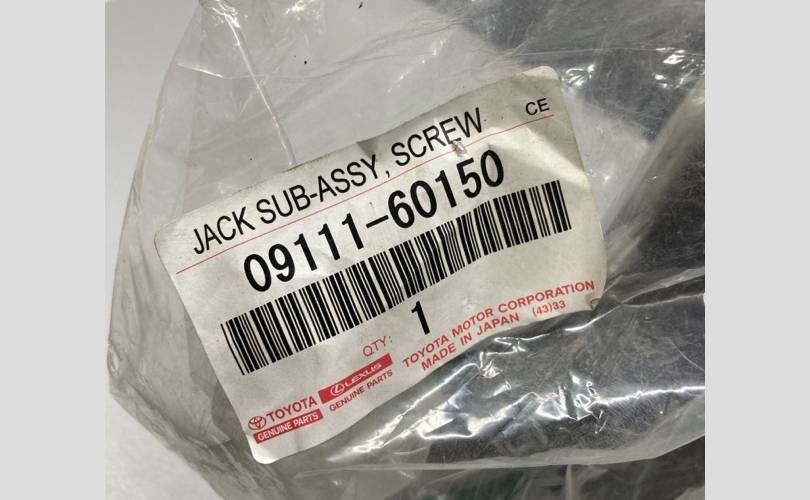 CE
JACK SUB-ASSY, SCREW
09111-60150
QTY: 1
TOYOTA MOTOR CORPORATION
MADE IN JAPAN (43)33
TOYOTA
GENUINE PARTS
LEXUS
GENUINE PARTS